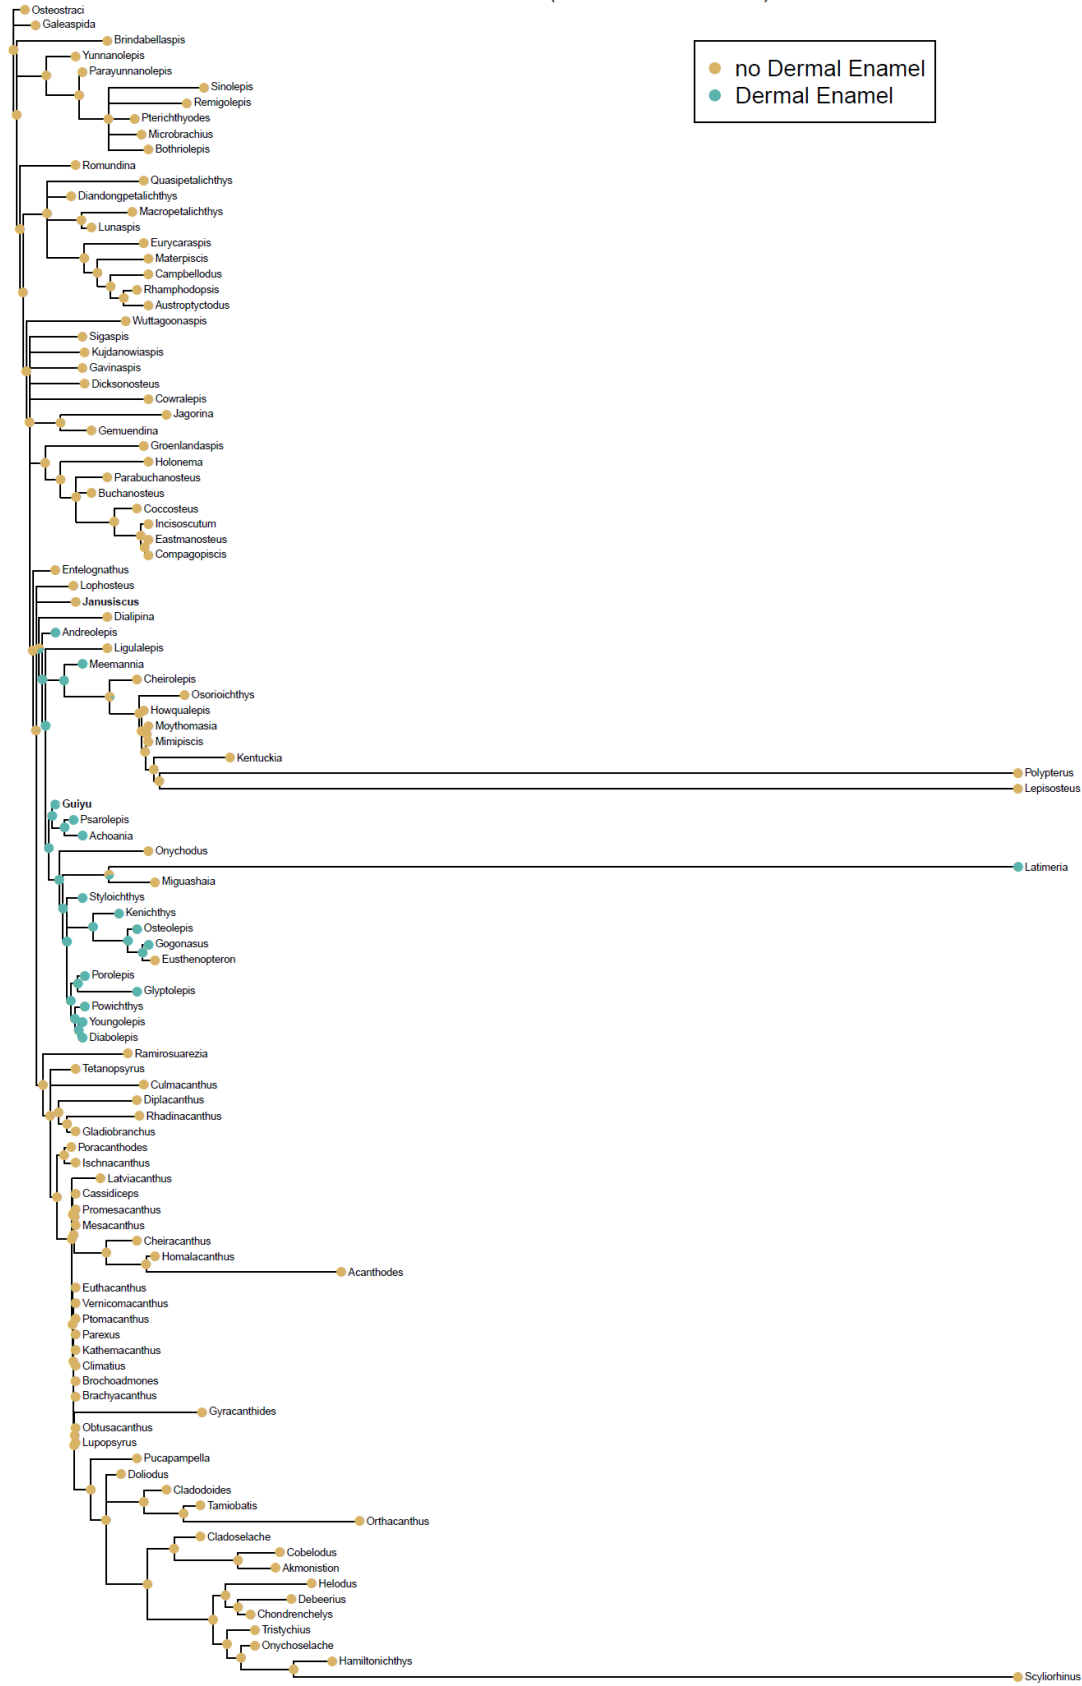 Osteostraci
Galeaspida
Brindabellaspis
Yunnanolepis
no Dermal Enamel
Parayunnanolepis
Sinolepis
Dermal Enamel
Remigolepis
Pterichthyodes
Microbrachius
Bothriolepis
Romundina
Quasipetalichthys
Diandongpetalichthys
Macropetalichthys
Lunaspis
Eurycaraspis
Materpiscis
Campbellodus
Rhamphodopsis
Austroptyctodus
Wuttagoonaspis
Sigaspis
Kujdanowiaspis
Gavinaspis
Dicksonosteus
Cowralepis
Jagorina
Gemuendina
Groenlandaspis
Holonema
Parabuchanosteus
Buchanosteus
Coccosteus
Incisoscutum
Eastmanosteus
Compagopiscis
Entelognathus
Lophosteus
Janusiscus
Dialipina
Andreolepis
Ligulalepis
Meemannia
Cheirolepis
Osorioichthys
Howqualepis
Moythomasia
Mimipiscis
Kentuckia
Polypterus
Lepisosteus
Guiyu
Psarolepis
Achoania
Onychodus
Latimeria
Miguashaia
Styloichthys
Kenichthys
Osteolepis
Gogonasus
Eusthenopteron
Porolepis
Glyptolepis
Powichthys
Youngolepis
Diabolepis
Ramirosuarezia
Tetanopsyrus
Culmacanthus
Diplacanthus
Rhadinacanthus
Gladiobranchus
Poracanthodes
Ischnacanthus
Latviacanthus
Cassidiceps
Promesacanthus
Mesacanthus
Cheiracanthus
Homalacanthus
Acanthodes
Euthacanthus
Vernicomacanthus
Ptomacanthus
Parexus
Kathemacanthus
Climatius
Brochoadmones
Brachyacanthus
Gyracanthides
Obtusacanthus
Lupopsyrus
Pucapampella
Doliodus
Cladodoides
Tamiobatis
Orthacanthus
Cladoselache
Cobelodus
Akmonistion
Helodus
Debeerius
Chondrenchelys
Tristychius
Onychoselache
Hamiltonichthys
Scyliorhinus